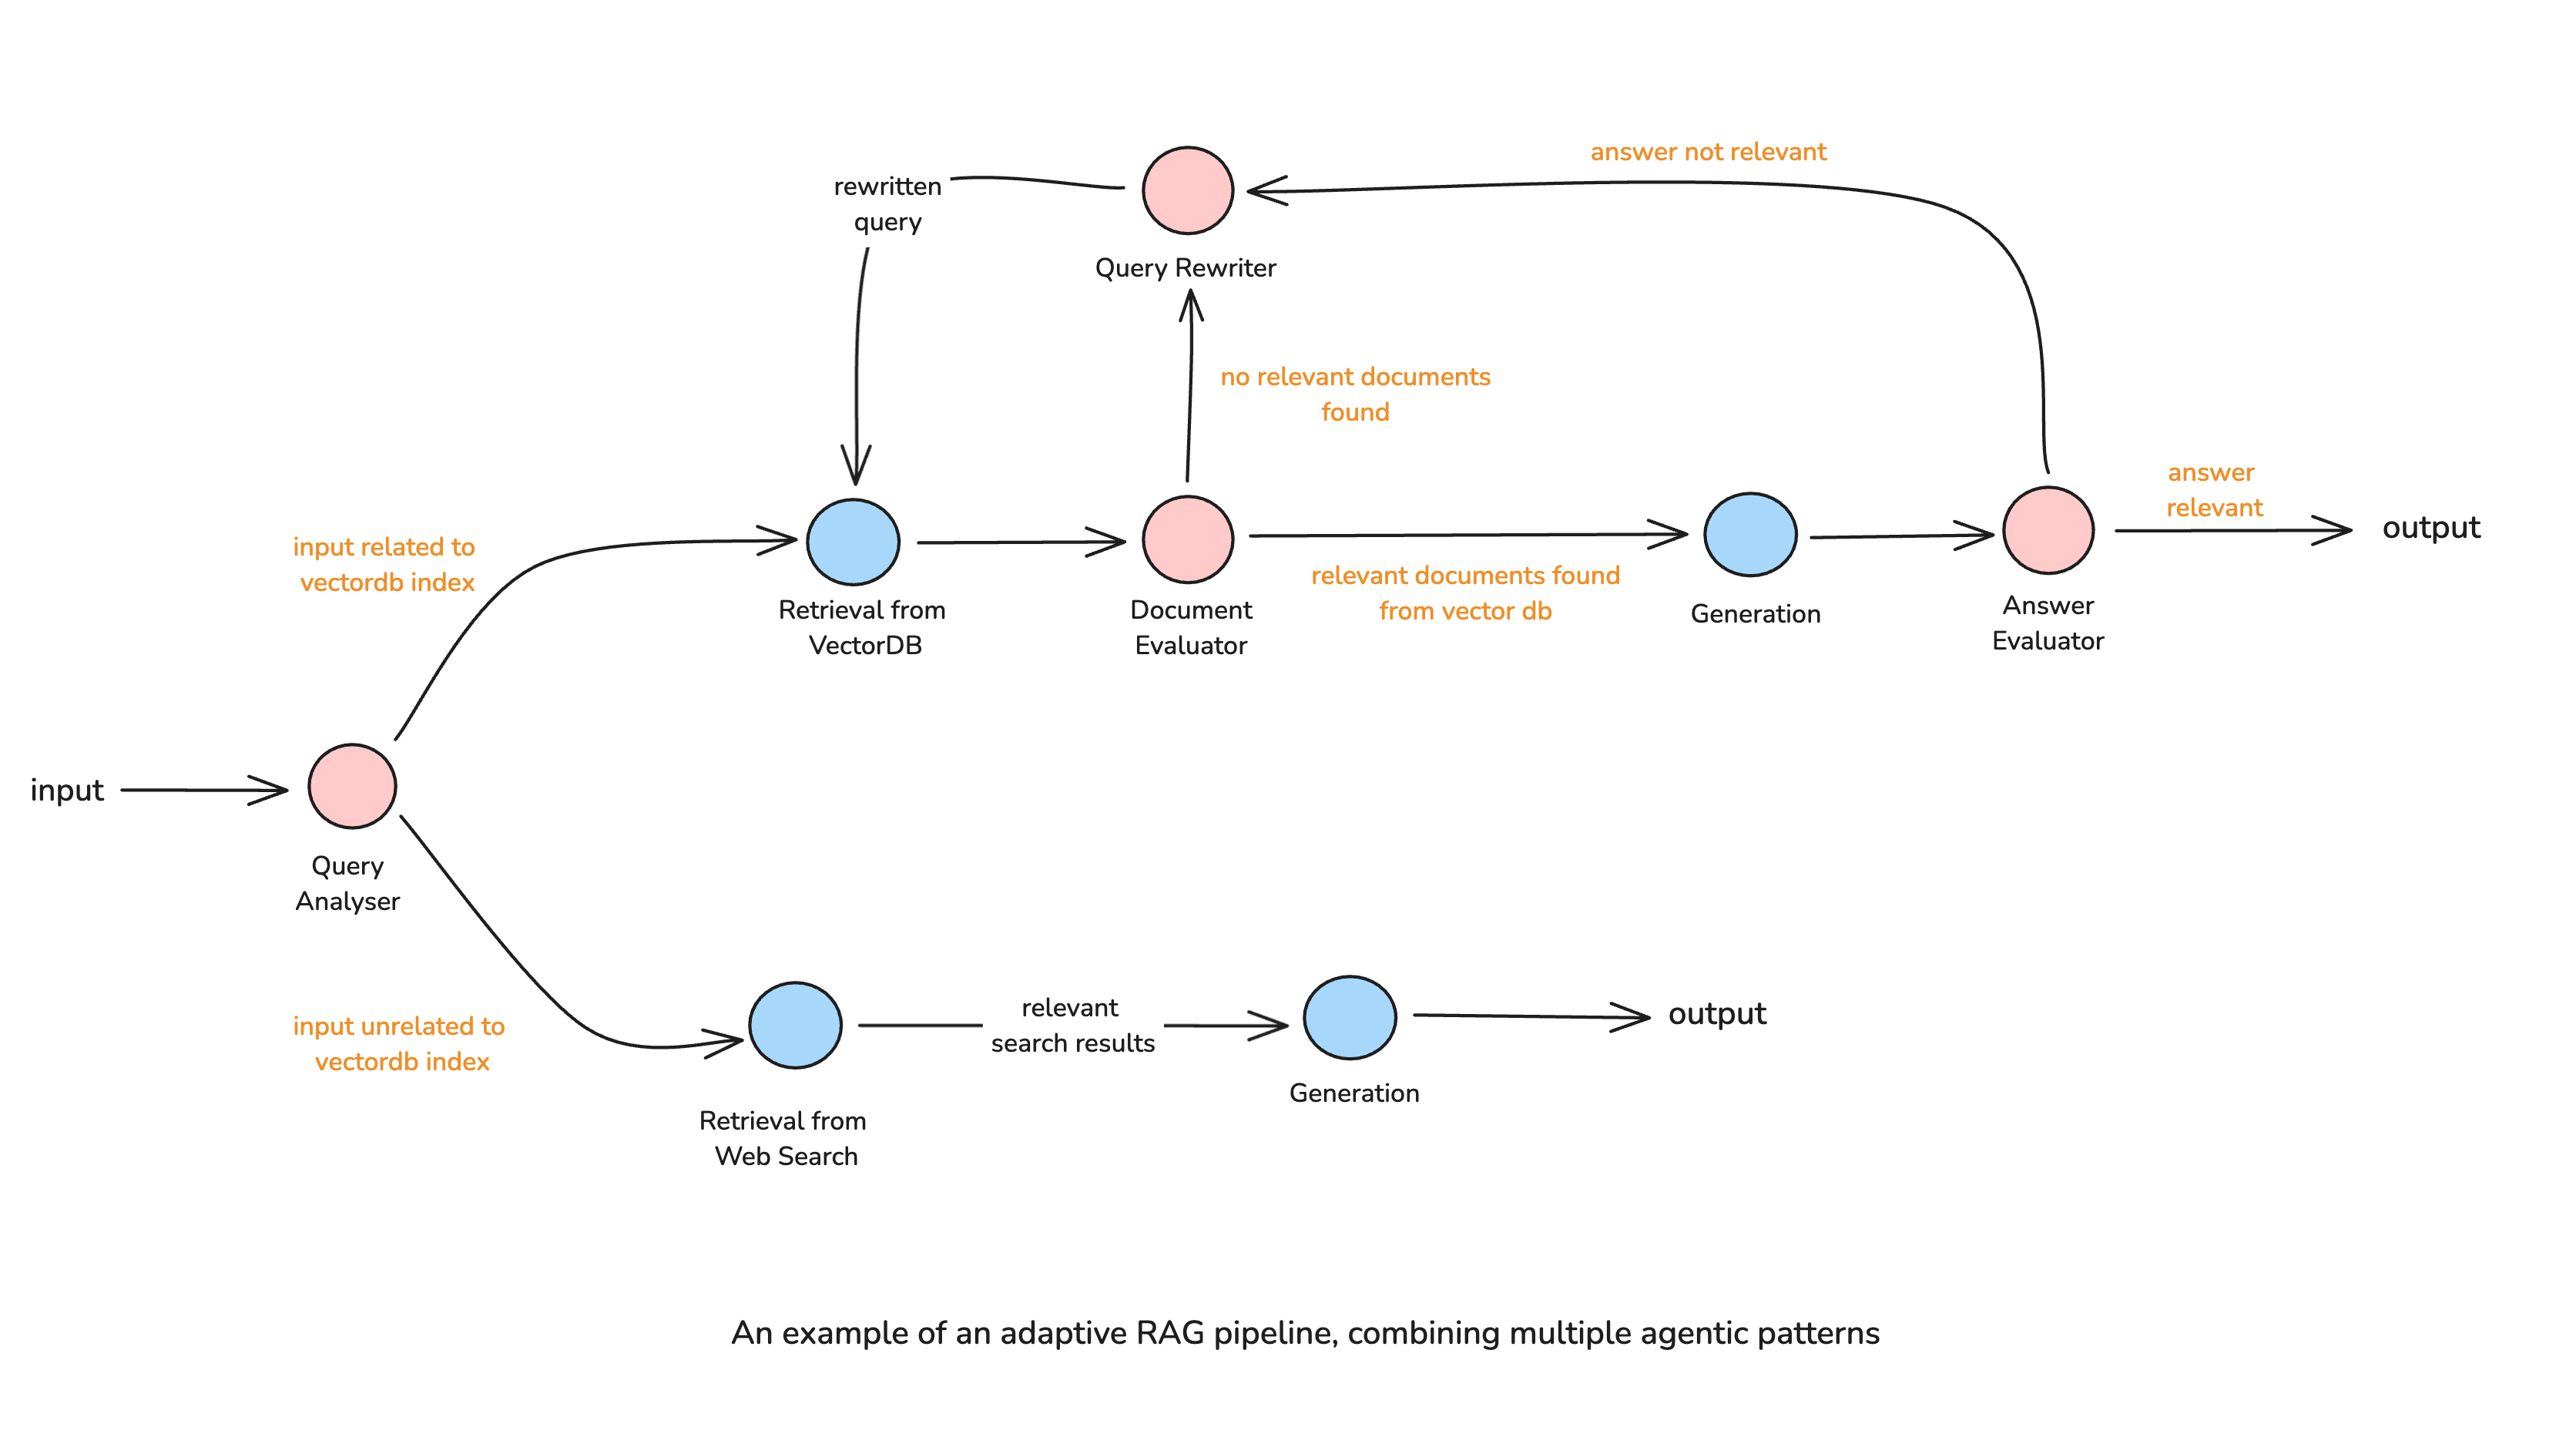 answer not relevant
rewritten
query
Query Rewriter
no relevant documents
found
answer
relevant
output
input related to
vectordb index
Retrieval from
VectorDB
Document
Evaluator
relevant documents found
from vector db
Generation
Answer
Evaluator
input
Query
Analyser
input unrelated to
vectordb index
relevant
search results
output
Generation
Retrieval from
Web Search
An example of an adaptive RAG pipeline, combining multiple agentic patterns